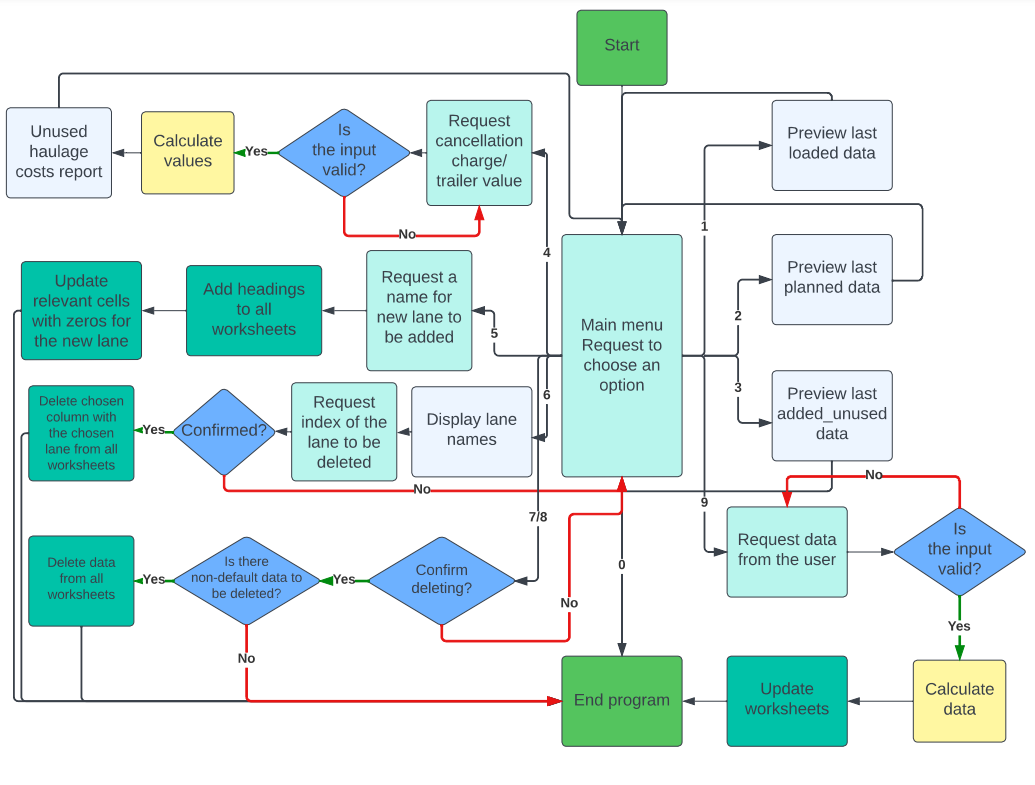 Start
Unused
haulage
costs report
Calculate
values
Yes
Is
the input
valid?
No
Request
cancellation
charge/
trailer value
4
Preview last
loaded data
1
Update
relevant cells
with zeros for
the new lane
Add headings
to all
worksheets
Request a
name for
new lane to
be added
5
Main menu
Request to
choose an
option
Preview last
planned data
2
3
Delete chosen
column with
the chosen
lane from all
worksheets
Yes
Confirmed?
No
Request
index of the
lane to be
deleted
Display lane
names
6
Preview last
added_unused
data
9
Request data
from the user
No
Is
the input
valid?
Yes
Delete data
from all
worksheets
Yes
Is there
non-default data to
be deleted?
No
Yes
Confirm
deleting?
7/8
No
0
End program
Update
worksheets
Calculate
data